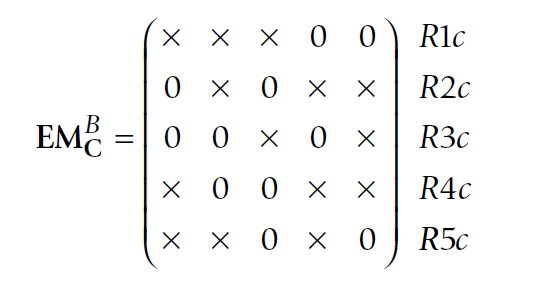 × × × 0 0 R1c
0 × 0 × × R2c
EM_C^B = 0 0 × 0 × R3c
× 0 0 × × R4c
× × 0 × 0 R5c